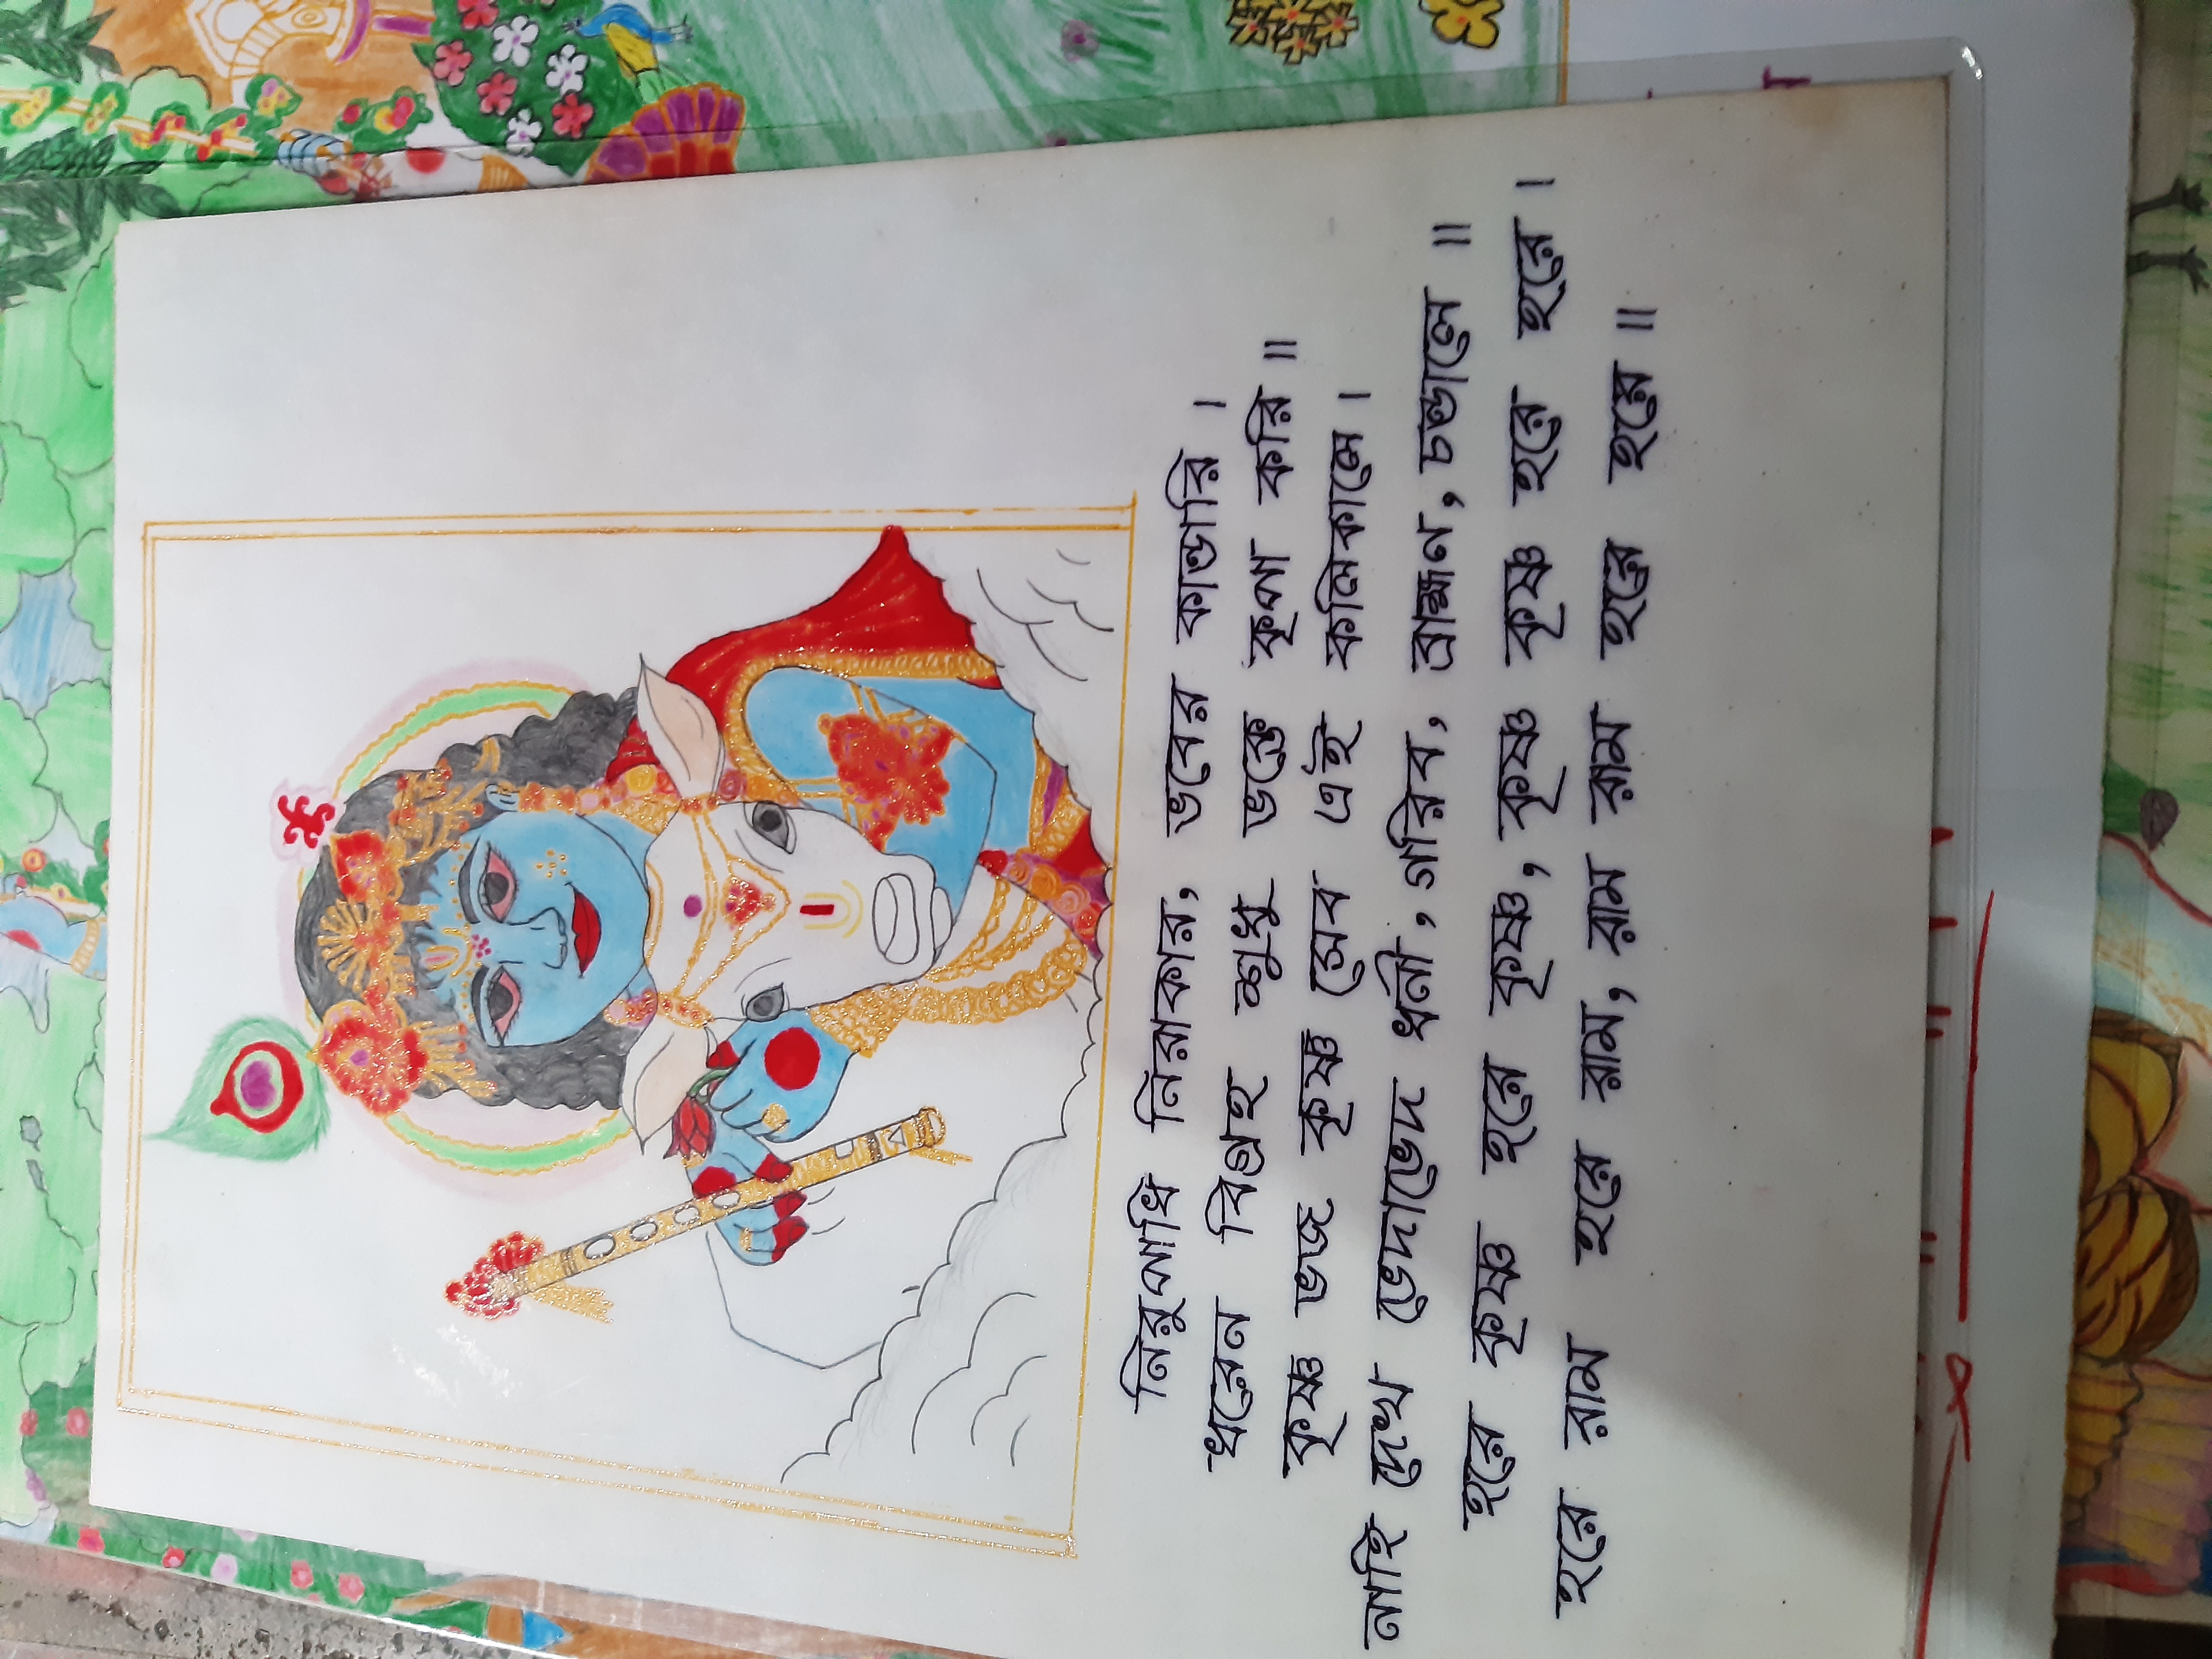 নিরুপাধি নিরাকার, ভবের কান্ডারি ।
ধরেন বিগ্রহ শুধু ভক্তে কৃপা করি ॥
কৃষ্ণ ভজ কৃষ্ণ সেব এই কলিকালে ।
নাহি দেখ ভেদাভেদ ধনী, গরিব, ব্রাহ্মণ, চন্ডালে ॥
হরে কৃষ্ণ হরে কৃষ্ণ, কৃষ্ণ কৃষ্ণ হরে হরে ।
হরে রাম হরে রাম, রাম রাম হরে হরে ॥